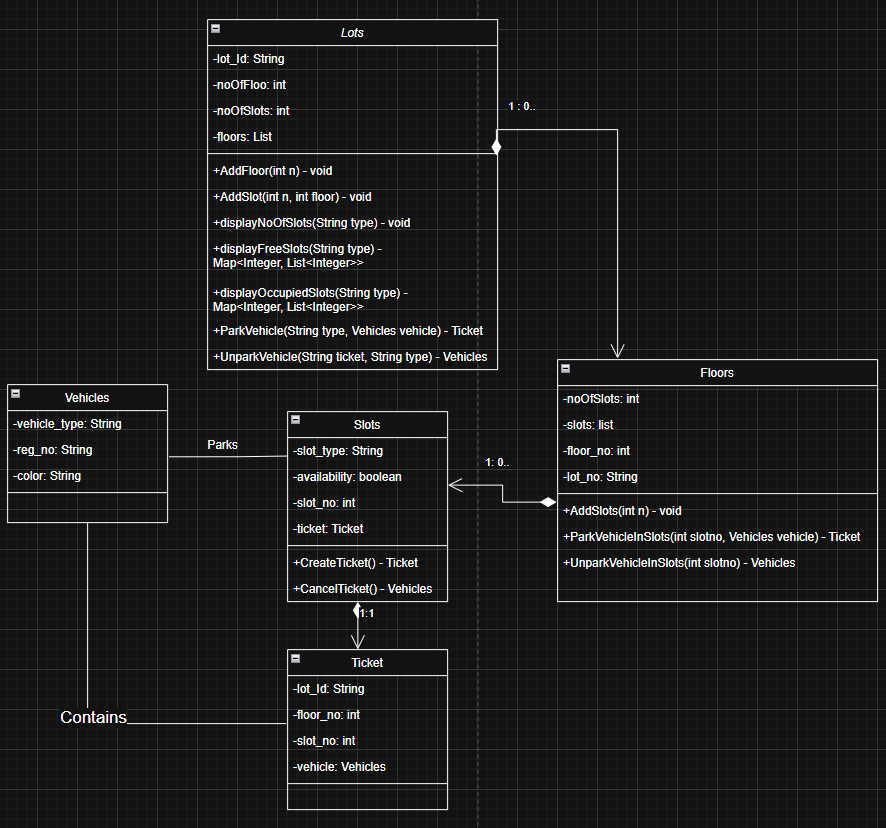 Lots
-lot_Id: String
-noOfFloo: int
-noOfSlots: int
-floors: List
+AddFloor(int n) - void
+AddSlot(int n, int floor) - void
+displayNoOfSlots(String type) - void
+displayFreeSlots(String type) -
Map<Integer, List<Integer>>
+displayOccupiedSlots(String type) -
Map<Integer, List<Integer>>
+ParkVehicle(String type, Vehicles vehicle) - Ticket
+UnparkVehicle(String ticket, String type) - Vehicles
1 : 0..
Floors
-noOfSlots: int
-slots: list
-floor_no: int
-lot_no: String
+AddSlots(int n) - void
+ParkVehicleInSlots(int slotno, Vehicles vehicle) - Ticket
+UnparkVehicleInSlots(int slotno) - Vehicles
Vehicles
-vehicle_type: String
-reg_no: String
-color: String
Parks
Slots
-slot_type: String
-availability: boolean
-slot_no: int
-ticket: Ticket
+CreateTicket() - Ticket
+CancelTicket() - Vehicles
1: 0..
1:1
Ticket
-lot_Id: String
-floor_no: int
-slot_no: int
-vehicle: Vehicles
Contains